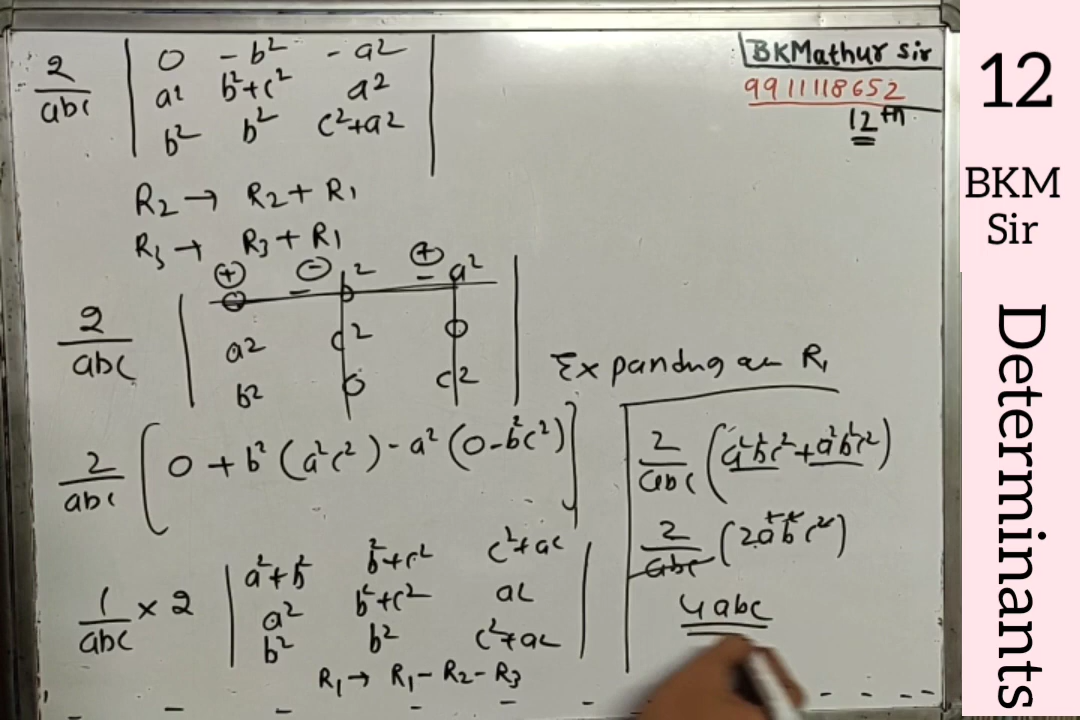 2/abc | 0 -b² -a² |
| a² b²+c² a² |
| b² b² c²+a² |
BKMathur Sir
9911118652
12th
R₂ → R₂ + R₁
R₃ → R₃ + R₁
⊕ ⊖ ⊕
2/abc | 0 -b² -a² |
| a² c² 0 |
| b² 0 c² |
Expanding an R₁
2/abc [ 0 + b² (a²c²) - a² (0 - b²c²) ]
2/abc (a²b²c² + a²b²c²)
2/abc (2a²b²c²)
4abc
1/abc × 2 | a²+b² b²+c² c²+ac |
| a² b²+c² ac |
| b² b² c²+ac |
R₁ → R₁ - R₂ - R₃
12
BKM
Sir
Determinants